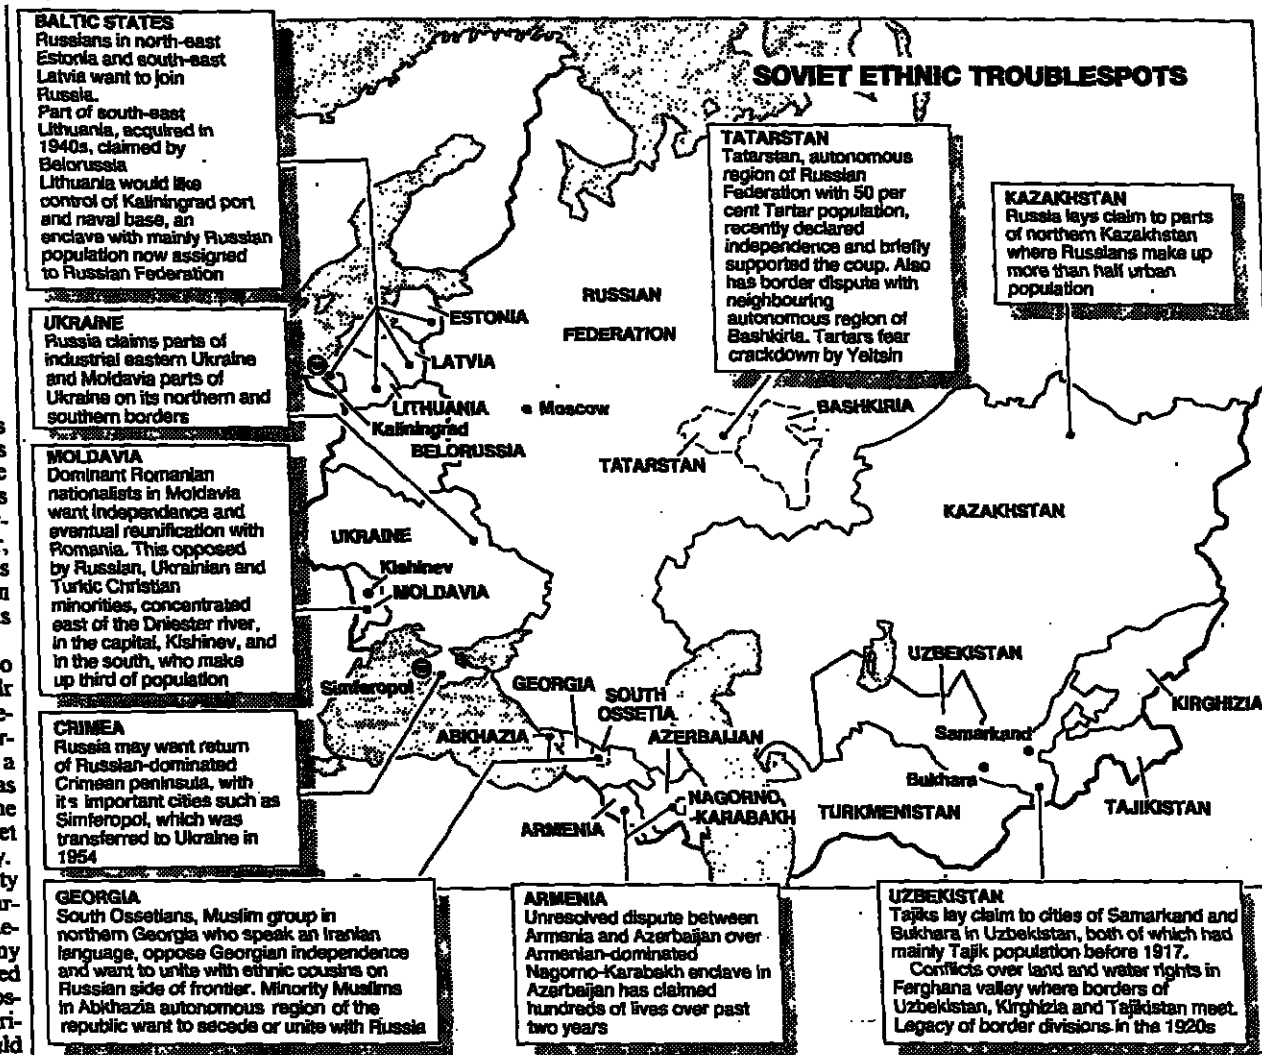 SOVIET ETHNIC TROUBLESPOTS
BALTIC STATES
Russians in north-east
Estonia and south-east
Latvia want to join
Russia.
Part of south-east
Lithuania, acquired in
1940s, claimed by
Belorussia
Lithuania would like
control of Kaliningrad port
and naval base, an
enclave with mainly Russian
population now assigned
to Russian Federation
UKRAINE
Russia claims parts of
industrial eastern Ukraine
and Moldavia parts of
Ukraine on its northern and
southern borders
MOLDAVIA
Dominant Romanian
nationalists in Moldavia
want independence and
eventual reunification with
Romania. This opposed
by Russian, Ukrainian and
Turkic Christian
minorities, concentrated
east of the Dniester river,
in the capital, Kishinev, and
in the south, who make
up third of population
CRIMEA
Russia may want return
of Russian-dominated
Crimean peninsula, with
it's important cities such as
Simferopol, which was
transferred to Ukraine in
1954
GEORGIA
South Ossetians, Muslim group in
northern Georgia who speak an Iranian
language, oppose Georgian independence
and want to unite with ethnic cousins on
Russian side of frontier. Minority Muslims
in Abkhazia autonomous region of the
republic want to secede or unite with Russia
ARMENIA
Unresolved dispute between
Armenia and Azerbaijan over
Armenian-dominated
Nagorno-Karabakh enclave in
Azerbaijan has claimed
hundreds of lives over past
two years
UZBEKISTAN
Tajiks lay claim to cities of Samarkand and
Bukhara in Uzbekistan, both of which had
mainly Tajik population before 1917.
Conflicts over land and water rights in
Ferghana valley where borders of
Uzbekistan, Kirghizia and Tajikistan meet.
Legacy of border divisions in the 1920s
TATARSTAN
Tatarstan, autonomous
region of Russian
Federation with 50 per
cent Tartar population,
recently declared
independence and briefly
supported the coup. Also
has border dispute with
neighbouring
autonomous region of
Bashkiria. Tartars fear
crackdown by Yeltsin
KAZAKHSTAN
Russia lays claim to parts
of northern Kazakhstan
where Russians make up
more than half urban
population
RUSSIAN
FEDERATION
ESTONIA
LATVIA
LITHUANIA
Kaliningrad
Moscow
BELORUSSIA
BASHKIRIA
TATARSTAN
KAZAKHSTAN
UKRAINE
Kishinev
MOLDAVIA
Simferopol
GEORGIA
SOUTH
OSSETIA
ABKHAZIA
AZERBAIJAN
ARMENIA
NAGORNO
-KARABAKH
UZBEKISTAN
Samarkand
Bukhara
TURKMENISTAN
KIRGHIZIA
TAJIKISTAN